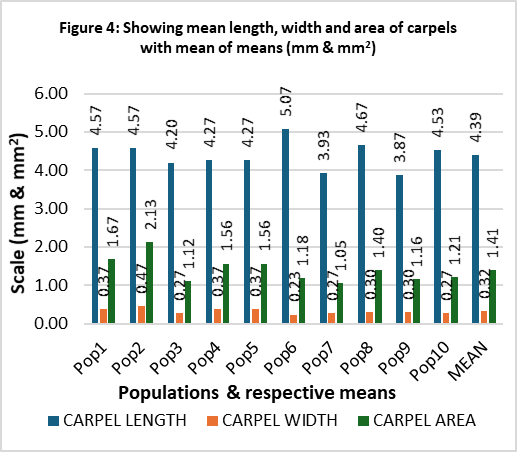 Figure 4: Showing mean length, width and area of carpels
with mean of means (mm & mm²)
Scale (mm & mm²)
6.00
5.00
4.00
3.00
2.00
1.00
0.00
4.57 0.37 1.67
4.57 0.47 2.13
4.20 0.27 1.12
4.27 0.37 1.56
4.27 0.37 1.56
5.07 0.23 1.18
3.93 0.27 1.05
4.67 0.30 1.40
3.87 0.30 1.16
4.53 0.27 1.21
4.39 0.32 1.41
Pop1 Pop2 Pop3 Pop4 Pop5 Pop6 Pop7 Pop8 Pop9 Pop10 MEAN
Populations & respective means
CARPEL LENGTH CARPEL WIDTH CARPEL AREA